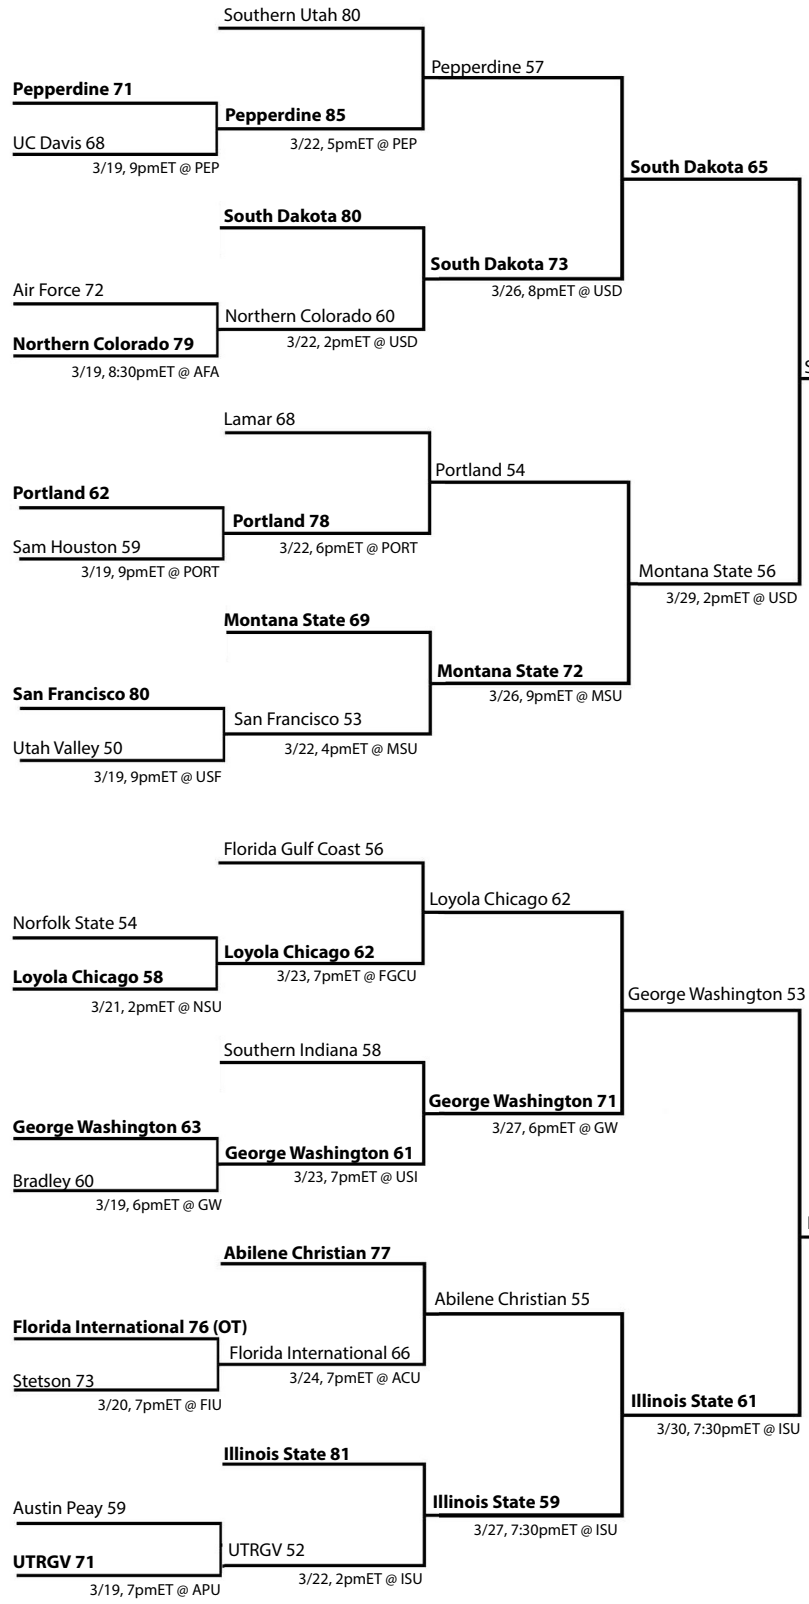 Southern Utah 80
Pepperdine 57
Pepperdine 71
Pepperdine 85
UC Davis 68
3/22, 5pmET @ PEP
3/19, 9pmET @ PEP
South Dakota 65
South Dakota 80
South Dakota 73
3/26, 8pmET @ USD
Air Force 72
Northern Colorado 60
Northern Colorado 79
3/22, 2pmET @ USD
3/19, 8:30pmET @ AFA
Lamar 68
Portland 54
Portland 62
Portland 78
Sam Houston 59
3/22, 6pmET @ PORT
3/19, 9pmET @ PORT
Montana State 56
3/29, 2pmET @ USD
Montana State 69
Montana State 72
3/26, 9pmET @ MSU
San Francisco 80
San Francisco 53
Utah Valley 50
3/22, 4pmET @ MSU
3/19, 9pmET @ USF
Florida Gulf Coast 56
Loyola Chicago 62
Norfolk State 54
Loyola Chicago 62
Loyola Chicago 58
3/23, 7pmET @ FGCU
3/21, 2pmET @ NSU
George Washington 53
Southern Indiana 58
George Washington 71
3/27, 6pmET @ GW
George Washington 63
George Washington 61
Bradley 60
3/23, 7pmET @ USI
3/19, 6pmET @ GW
Abilene Christian 77
Abilene Christian 55
Florida International 76 (OT)
Florida International 66
Stetson 73
3/24, 7pmET @ ACU
3/20, 7pmET @ FIU
Illinois State 61
3/30, 7:30pmET @ ISU
Illinois State 81
Illinois State 59
3/27, 7:30pmET @ ISU
Austin Peay 59
UTRGV 52
UTRGV 71
3/22, 2pmET @ ISU
3/19, 7pmET @ APU